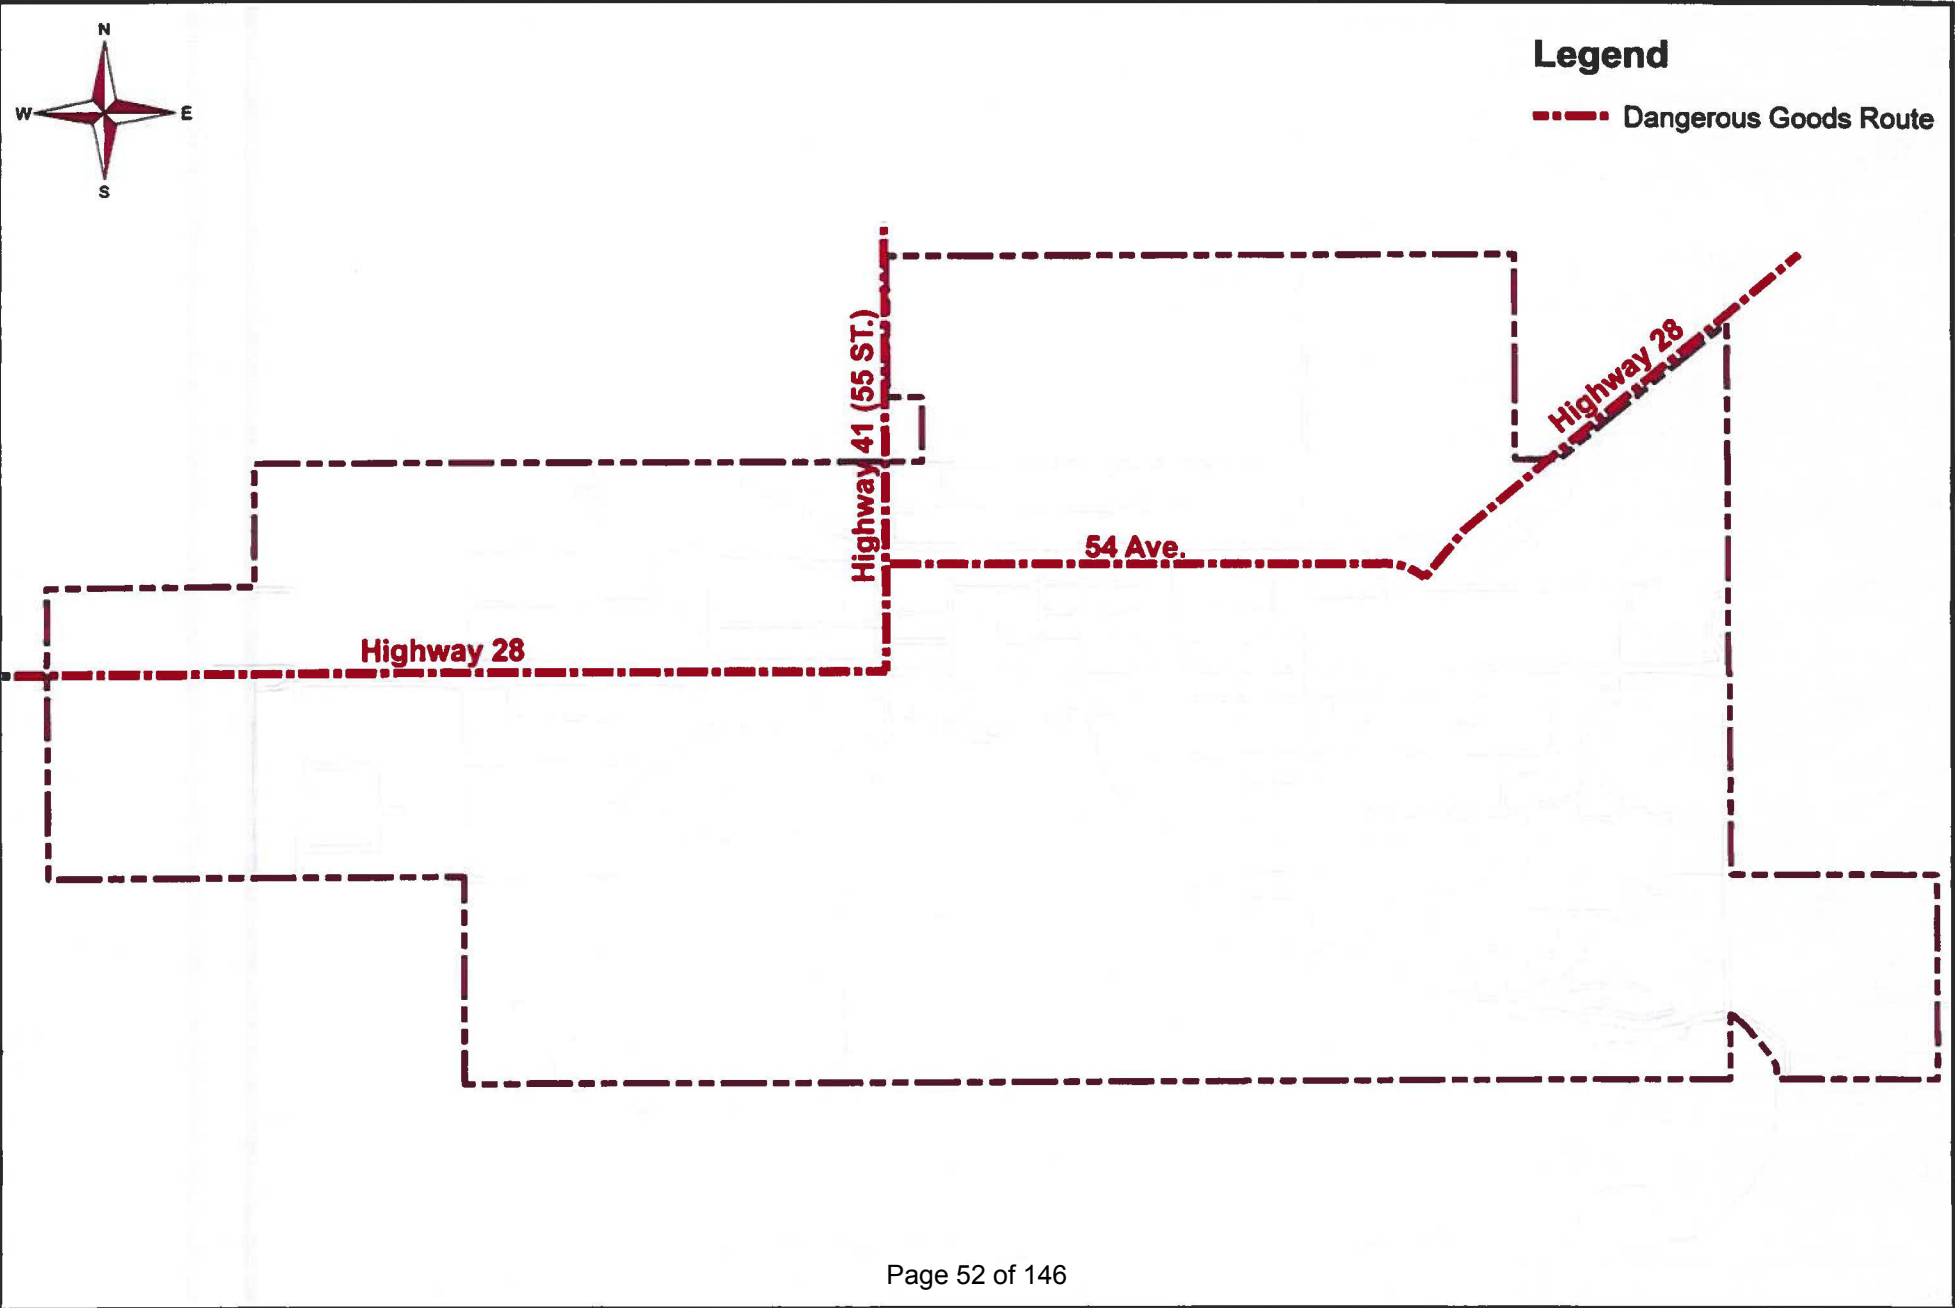 N
W
E
S
Legend
Dangerous Goods Route
Highway 41 (55 ST.)
Highway 28
54 Ave.
Highway 28
Page 52 of 146